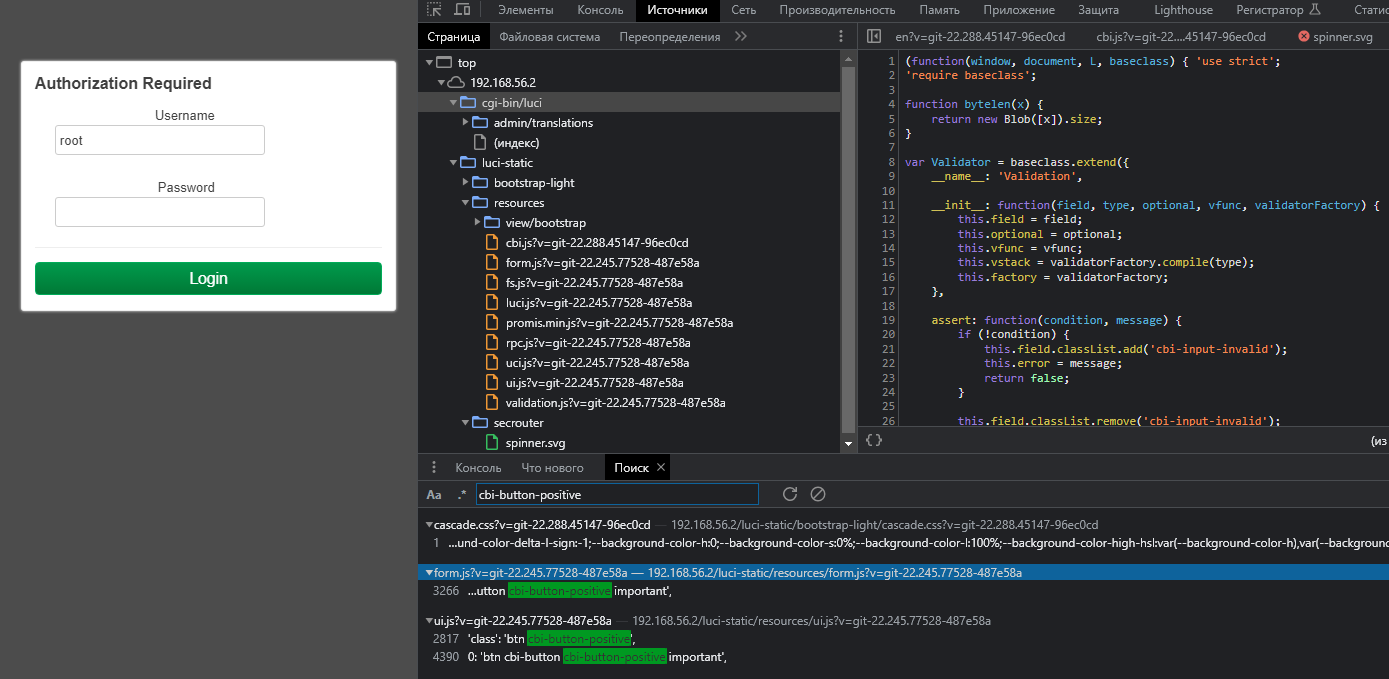 Authorization Required
Username
root
Password
Login
Элементы Консоль Источники Сеть Производительность Память Приложение Защита Lighthouse Регистратор Статис
Страница Файловая система Переопределения
top
192.168.56.2
cgi-bin/luci
admin/translations
(индекс)
luci-static
bootstrap-light
resources
view/bootstrap
cbi.js?v=git-22.288.45147-96ec0cd
form.js?v=git-22.245.77528-487e58a
fs.js?v=git-22.245.77528-487e58a
luci.js?v=git-22.245.77528-487e58a
promis.min.js?v=git-22.245.77528-487e58a
rpc.js?v=git-22.245.77528-487e58a
uci.js?v=git-22.245.77528-487e58a
ui.js?v=git-22.245.77528-487e58a
validation.js?v=git-22.245.77528-487e58a
secrouter
spinner.svg
en?v=git-22.288.45147-96ec0cd cbi.js?v=git-22....45147-96ec0cd spinner.svg
1 (function(window, document, L, baseclass) { 'use strict';
2 'require baseclass';
3
4 function bytelen(x) {
5 return new Blob([x]).size;
6 }
7
8 var Validator = baseclass.extend({
9 __name__: 'Validation',
10
11 __init__: function(field, type, optional, vfunc, validatorFactory) {
12 this.field = field;
13 this.optional = optional;
14 this.vfunc = vfunc;
15 this.vstack = validatorFactory.compile(type);
16 this.factory = validatorFactory;
17 },
18
19 assert: function(condition, message) {
20 if (!condition) {
21 this.field.classList.add('cbi-input-invalid');
22 this.error = message;
23 return false;
24 }
25
26 this.field.classList.remove('cbi-input-invalid');
{} (из
Консоль Что нового Поиск
Aa .* cbi-button-positive
cascade.css?v=git-22.288.45147-96ec0cd — 192.168.56.2/luci-static/bootstrap-light/cascade.css?v=git-22.288.45147-96ec0cd
1 …und-color-delta-l-sign:-1;--background-color-h:0;--background-color-s:0%;--background-color-l:100%;--background-color-high-hsl:var(--background-color-h),var(--background
form.js?v=git-22.245.77528-487e58a — 192.168.56.2/luci-static/resources/form.js?v=git-22.245.77528-487e58a
3266 …utton cbi-button-positive important',
ui.js?v=git-22.245.77528-487e58a — 192.168.56.2/luci-static/resources/ui.js?v=git-22.245.77528-487e58a
2817 'class': 'btn cbi-button-positive',
4390 0: 'btn cbi-button cbi-button-positive important',